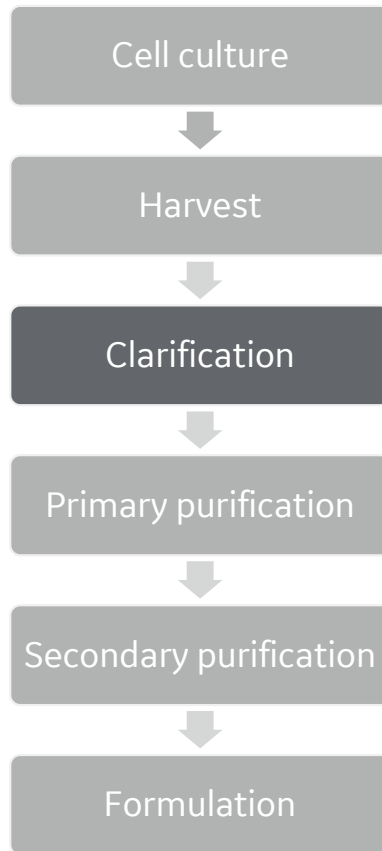 Cell culture
Harvest
Clarification
Primary purification
Secondary purification
Formulation